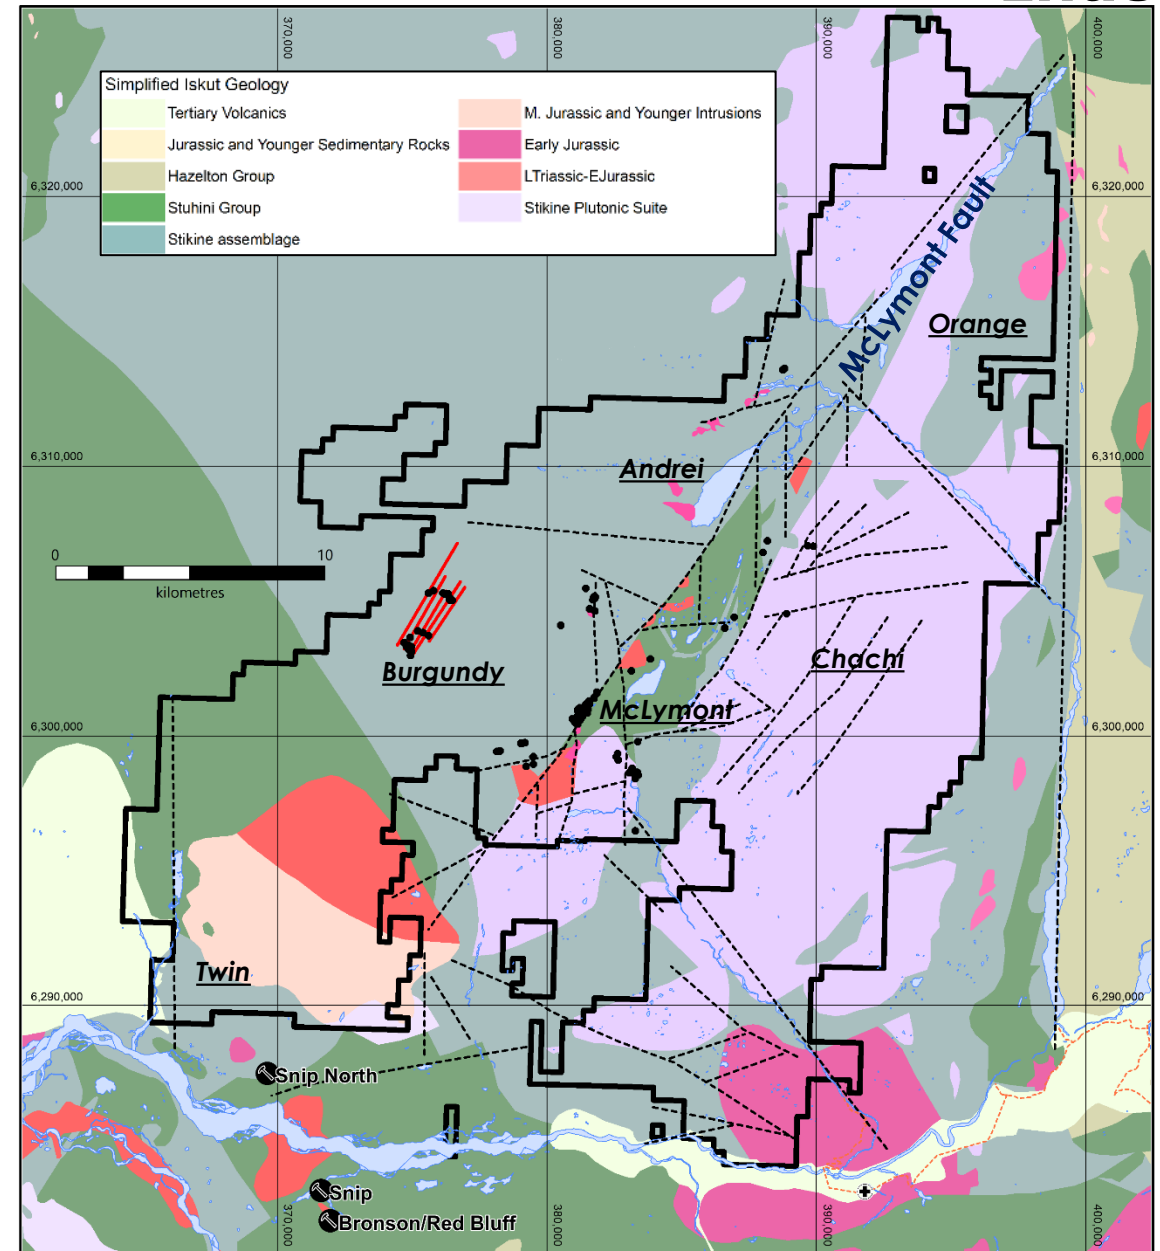 370,000
380,000
390,000
400,000
Simplified Iskut Geology
Tertiary Volcanics
M. Jurassic and Younger Intrusions
Jurassic and Younger Sedimentary Rocks
Early Jurassic
Hazelton Group
LTriassic-EJurassic
Stuhini Group
Stikine Plutonic Suite
Stikine assemblage
6,320,000
6,320,000
McLymont Fault
Orange
6,310,000
6,310,000
Andrei
0 10
kilometres
Burgundy
Chachi
McLymont
6,300,000
6,300,000
Twin
6,290,000
6,290,000
Snip North
Snip
Bronson/Red Bluff
370,000
380,000
390,000
400,000